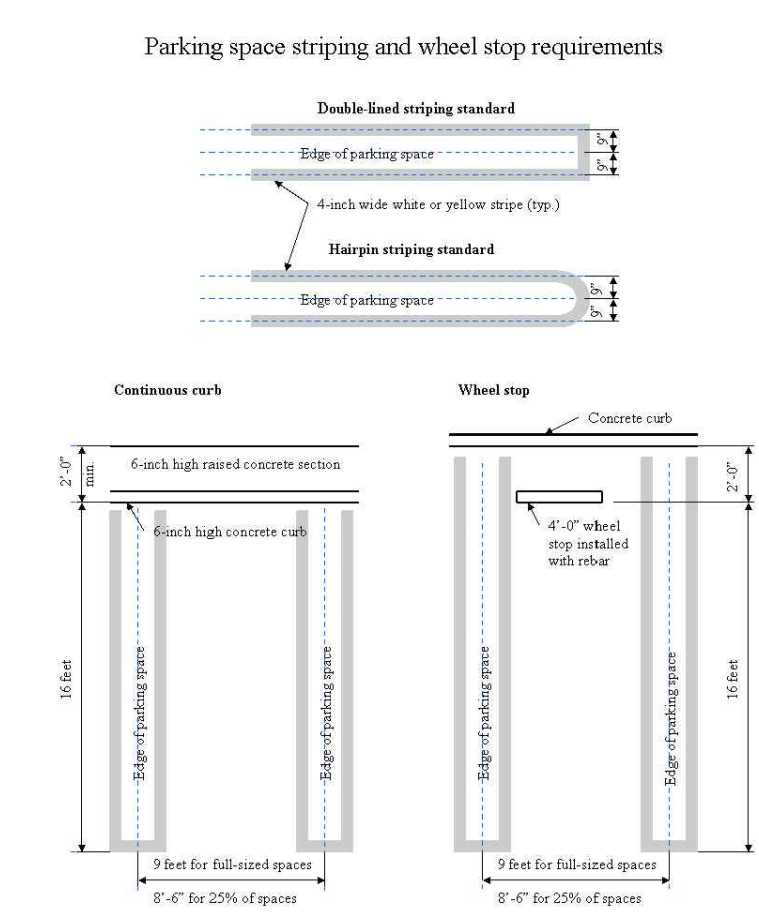 Parking space striping and wheel stop requirements
Double-lined striping standard
Edge of parking space
9”
9”
4-inch wide white or yellow stripe (typ.)
Hairpin striping standard
Edge of parking space
9”
9”
Continuous curb
Wheel stop
Concrete curb
2’-0”
min.
6-inch high raised concrete section
6-inch high concrete curb
2’-0”
4’-0” wheel
stop installed
with rebar
16 feet
Edge of parking space
Edge of parking space
Edge of parking space
Edge of parking space
16 feet
9 feet for full-sized spaces
8’-6” for 25% of spaces
9 feet for full-sized spaces
8’-6” for 25% of spaces